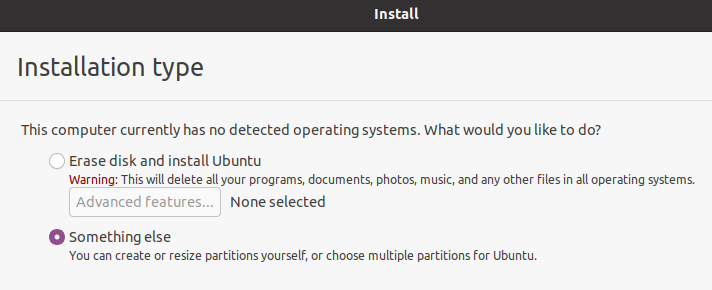 Install
Installation type
This computer currently has no detected operating systems. What would you like to do?
Erase disk and install Ubuntu
Warning: This will delete all your programs, documents, photos, music, and any other files in all operating systems.
Advanced features... None selected
Something else
You can create or resize partitions yourself, or choose multiple partitions for Ubuntu.